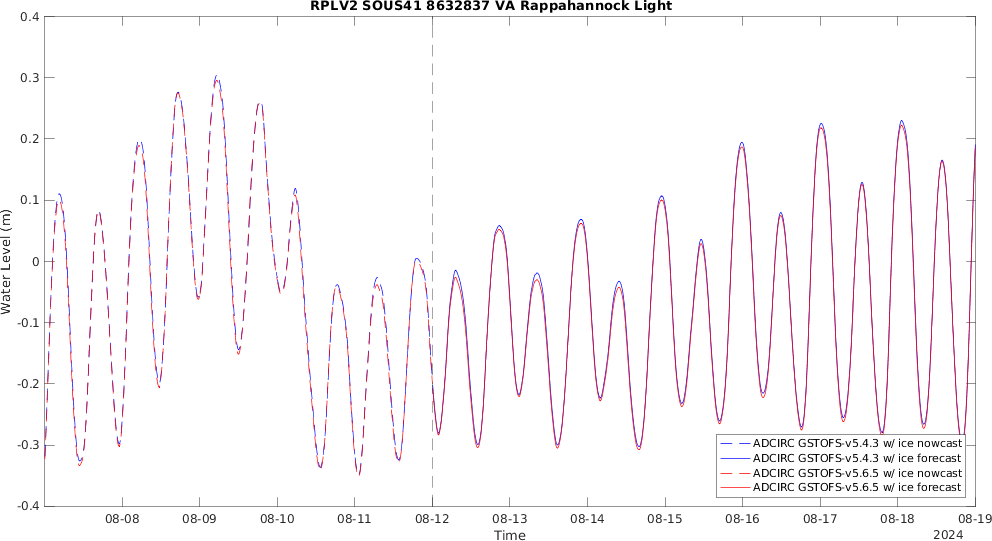 RPLV2 SOUS41 8632837 VA Rappahannock Light
0.4
0.3
0.2
0.1
0
-0.1
-0.2
-0.3
-0.4
Water Level (m)
ADCIRC GSTOFS-v5.4.3 w/ ice nowcast
ADCIRC GSTOFS-v5.4.3 w/ ice forecast
ADCIRC GSTOFS-v5.6.5 w/ ice nowcast
ADCIRC GSTOFS-v5.6.5 w/ ice forecast
08-08 08-09 08-10 08-11 08-12 08-13 08-14 08-15 08-16 08-17 08-18 08-19
Time
2024